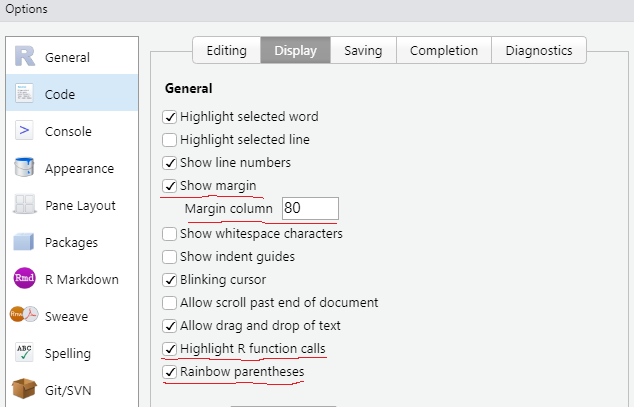 Options
General
Code
Console
Appearance
Pane Layout
Packages
Rmd R Markdown
Rnw Sweave
ABC Spelling
Git/SVN
Editing Display Saving Completion Diagnostics
General
Highlight selected word
Highlight selected line
Show line numbers
Show margin
Margin column 80
Show whitespace characters
Show indent guides
Blinking cursor
Allow scroll past end of document
Allow drag and drop of text
Highlight R function calls
Rainbow parentheses